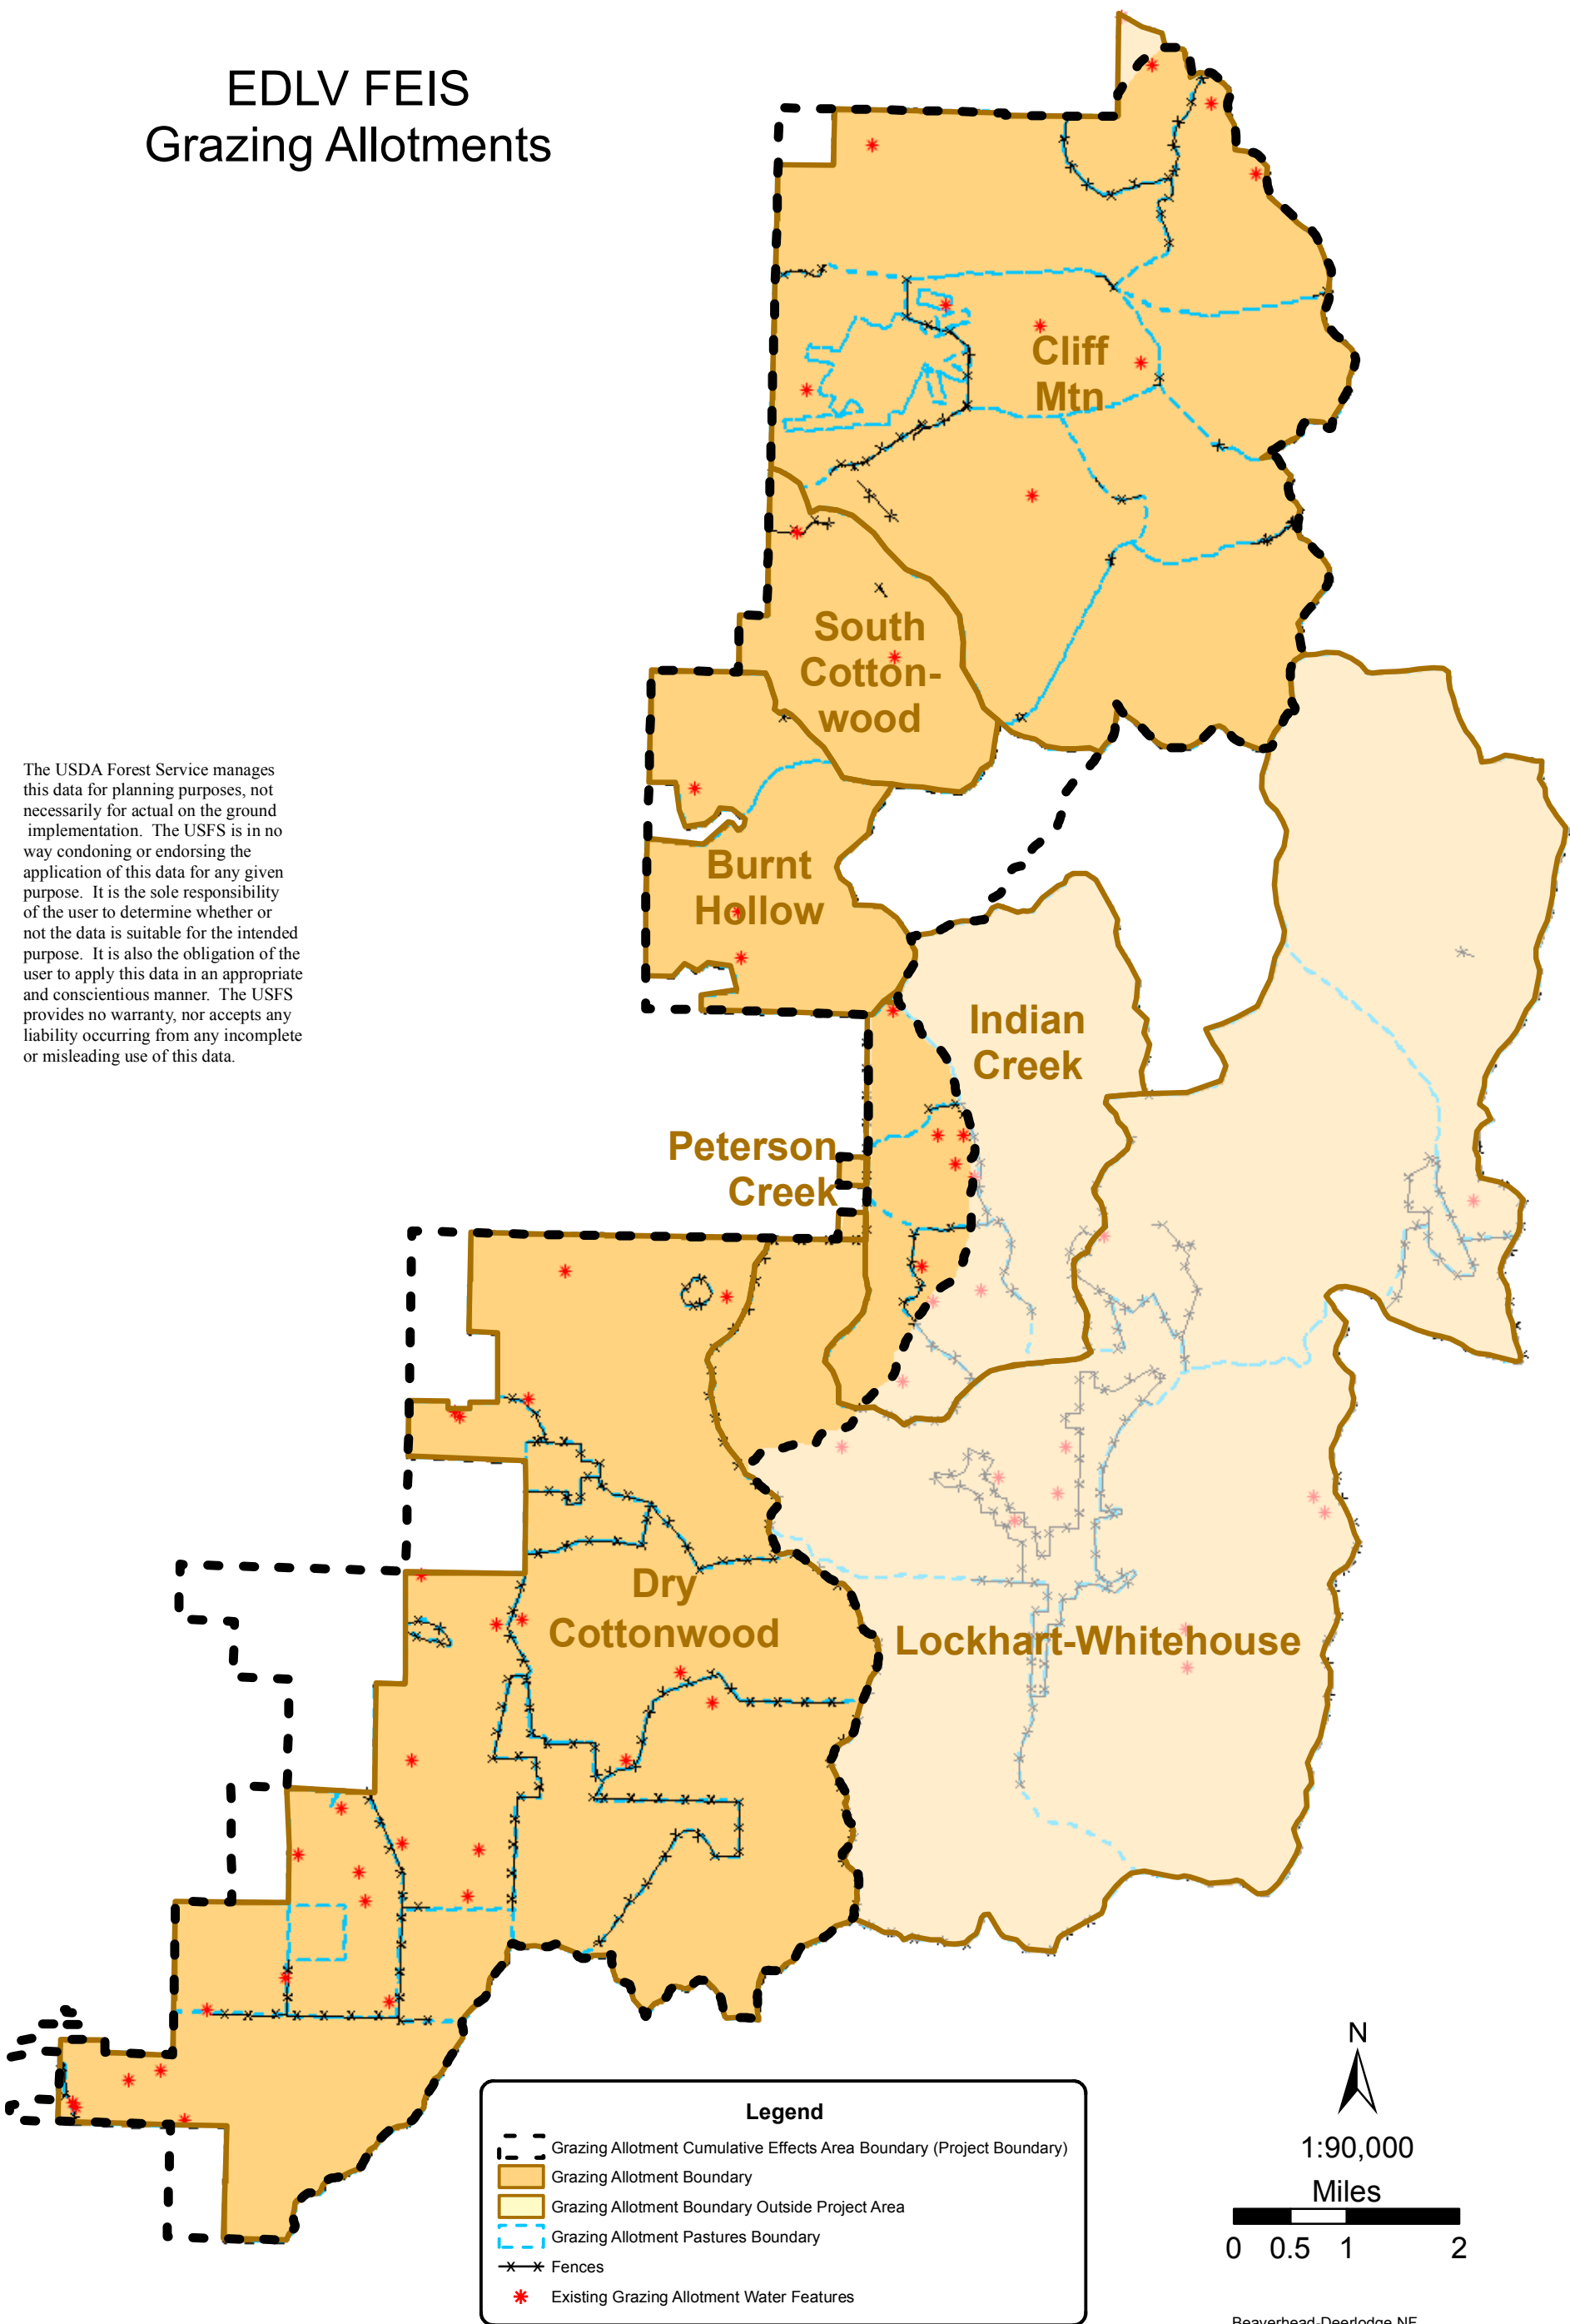 EDLV FEIS
Grazing Allotments
Cliff
Mtn
South
Cotton-
wood
The USDA Forest Service manages
this data for planning purposes, not
necessarily for actual on the ground
implementation. The USFS is in no
way condoning or endorsing the
application of this data for any given
purpose. It is the sole responsibility
of the user to determine whether or
not the data is suitable for the intended
purpose. It is also the obligation of the
user to apply this data in an appropriate
and conscientious manner. The USFS
provides no warranty, nor accepts any
liability occurring from any incomplete
or misleading use of this data.
Burnt
Hollow
Indian
Creek
Peterson
Creek
Dry
Cottonwood
Lockhart-Whitehouse
Legend
Grazing Allotment Cumulative Effects Area Boundary (Project Boundary)
Grazing Allotment Boundary
Grazing Allotment Boundary Outside Project Area
Grazing Allotment Pastures Boundary
Fences
Existing Grazing Allotment Water Features
N
1:90,000
Miles
0 0.5 1 2
Beaverhead-Deerlodge NF